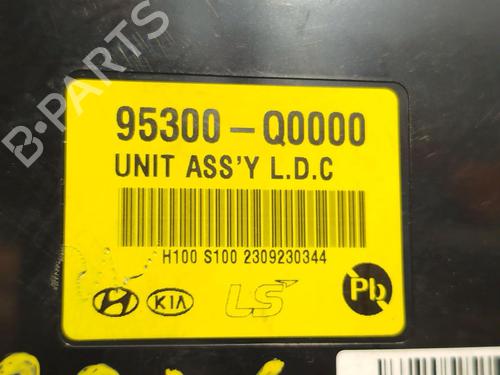 B-PARTS
95300-Q0000
UNIT ASS'Y L.D.C
H100 S100 2309230344
KIA LS Pb